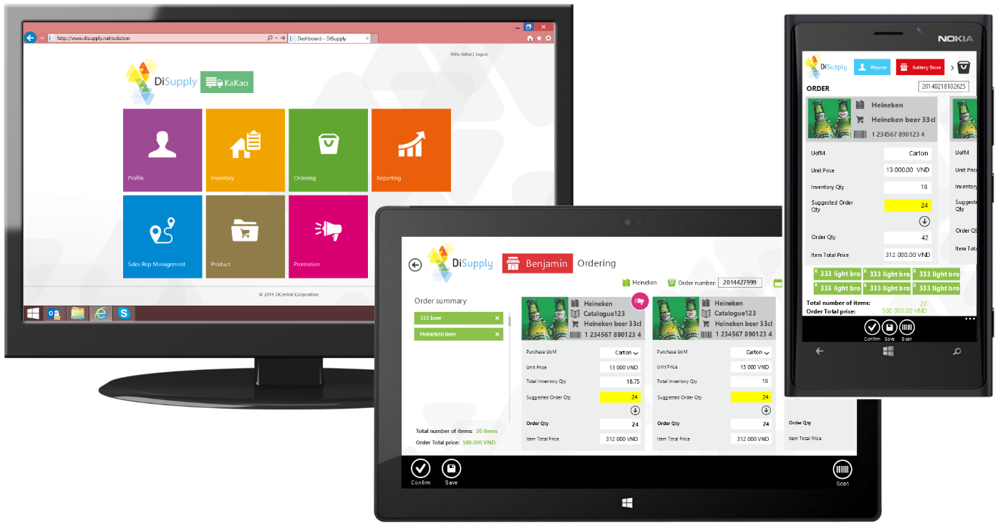 http://www.disupply.net/solution
Dashboard - DiSupply
Hello, KaKao | Logout
DiSupply
KaKao
Profile
Inventory
Ordering
Reporting
Sales Rep Management
Product
Promotion
© 2014 DiCentral Corporation
DiSupply
Benjamin
Ordering
Heineken
Order number:
2014427999
Order summary
333 beer X
Heineken beer X
Total number of items: 20 items
Order Total price: 500.000 VND
Heineken
Catalogue123
Heineken beer 33cl
1 234567 890123 4
Purchase UoM Carton
Unit Price 13 000 VND
Total Inventory Qty 18.75
Suggested Order Qty 24
Order Qty 24
Item Total Price 312 000 VND
Heineken
Catalogue123
Heineken beer 33cl
1 234567 890123 4
Purchase UoM Carton
Unit Price 13 000 VND
Total Inventory Qty 18
Suggested Order Qty 24
Order Qty 24
Item Total Price 312 000 VND
Order Qty
Item Total Price
Confirm
Save
Scan
NOKIA
DiSupply
Wayner
Battery Store
ORDER
20140218102625
Heineken
Heineken beer 33cl
1 234567 890123 4
UofM Carton
Unit Price 13 000.00 VND
Inventory Qty 18
Suggested Order
Qty
24
Order Qty 42
Item Total Price 312 000.00 VND
UofM
Unit Price
Inventory
Suggeste
Qty
Order Qt
Item Tota
X 333 light bro X 333 light bro X 333 light bro
X 333 light bro X 333 light bro X 333 light bro
Total number of items: 20
Order Total price: 500 000.00 VND
Confirm
Save
Scan